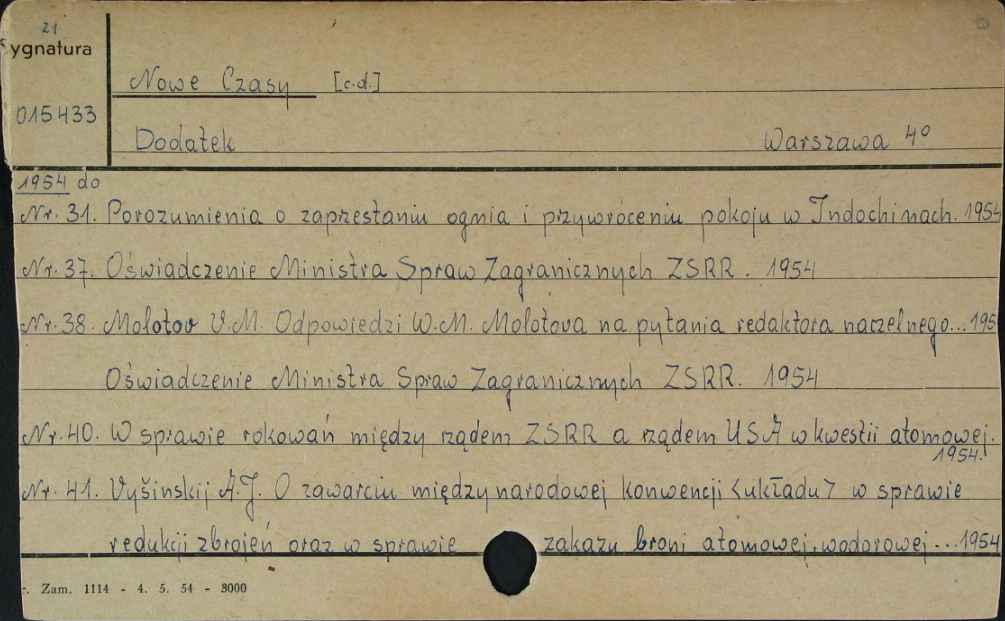 21
ygnatura
Nowe Czasy [c.d.]
015433
Dodatek Warszawa 4°
1954 do
Nr. 31. Porozumienia o zaprzestaniu ognia i przywróceniu pokoju w Indochinach. 1954
Nr. 37. Oświadczenie Ministra Spraw Zagranicznych ZSRR. 1954
Nr. 38. Molotov V.M. Odpowiedzi W.M. Mołotowa na pytania redaktora naczelnego... 195
Oświadczenie Ministra Spraw Zagranicznych ZSRR. 1954
Nr. 40. W sprawie rokowań między rządem ZSRR a rządem USA w kwestii atomowej.
1954.
Nr. 41. Vyšinskij A.J. O zawarciu międzynarodowej konwencji <układu> w sprawie
redukcji zbrojeń oraz w sprawie zakazu broni atomowej, wodorowej... 1954
r. Zam. 1114 - 4. 5. 54 - 3000